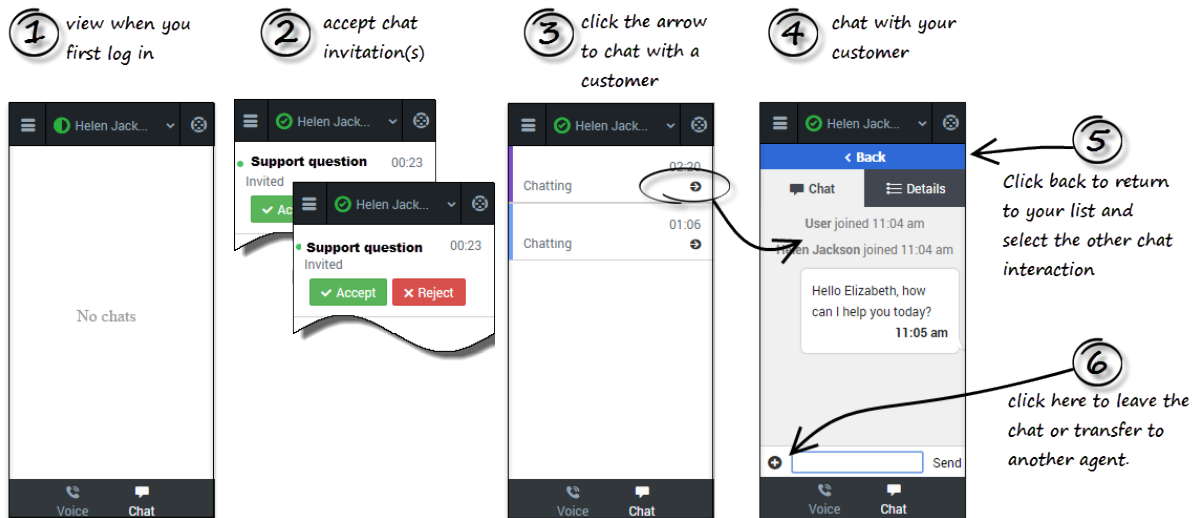 1
view when you
first log in
Helen Jack...
No chats
Voice
Chat
2
accept chat
invitation(s)
Helen Jack...
Support question 00:23
Invited
Helen Jack...
Support question 00:23
Invited
Accept
Reject
3
click the arrow
to chat with a
customer
Helen Jack...
02:20
Chatting
01:06
Chatting
4
chat with your
customer
Helen Jack...
Back
Chat
Details
User joined 11:04 am
Helen Jackson joined 11:04 am
Hello Elizabeth, how
can I help you today?
11:05 am
Send
Voice
Chat
5
Click back to return
to your list and
select the other chat
interaction
6
click here to leave the
chat or transfer to
another agent.
Voice
Chat